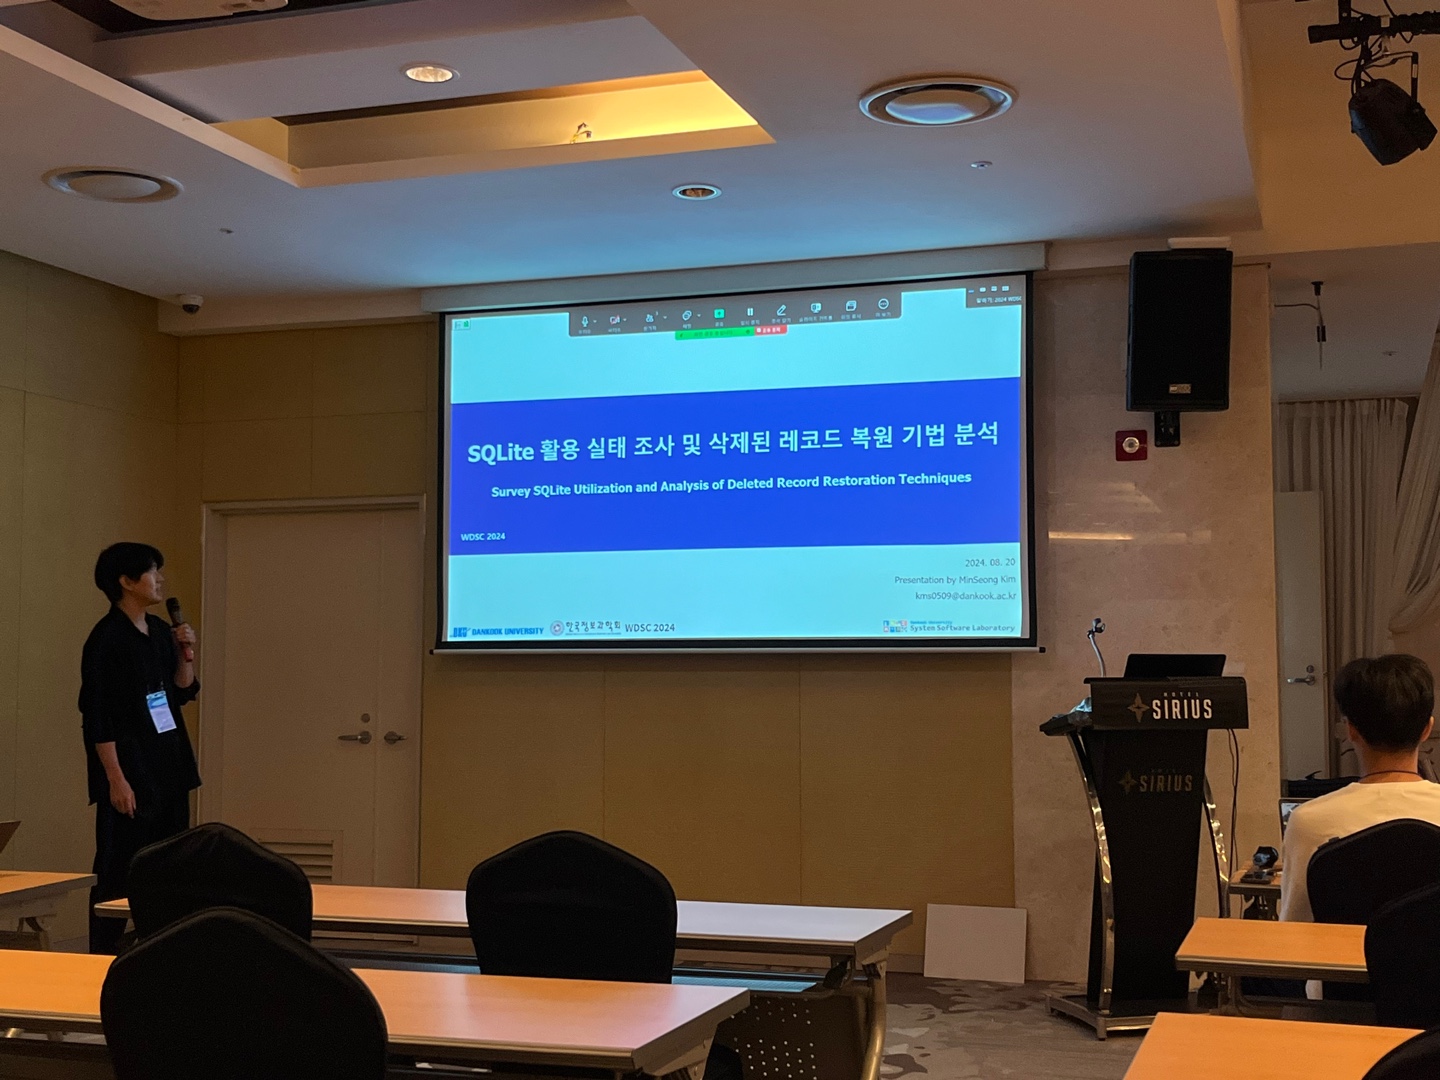 SQLite 활용 실태 조사 및 삭제된 레코드 복원 기법 분석
Survey SQLite Utilization and Analysis of Deleted Record Restoration Techniques
WDSC 2024
2024. 08. 20
Presentation by MinSeong Kim
kms0509@dankook.ac.kr
DANKOOK UNIVERSITY
한국정보과학회
WDSC 2024
System Software Laboratory
HOTEL
SIRIUS
SIRIUS